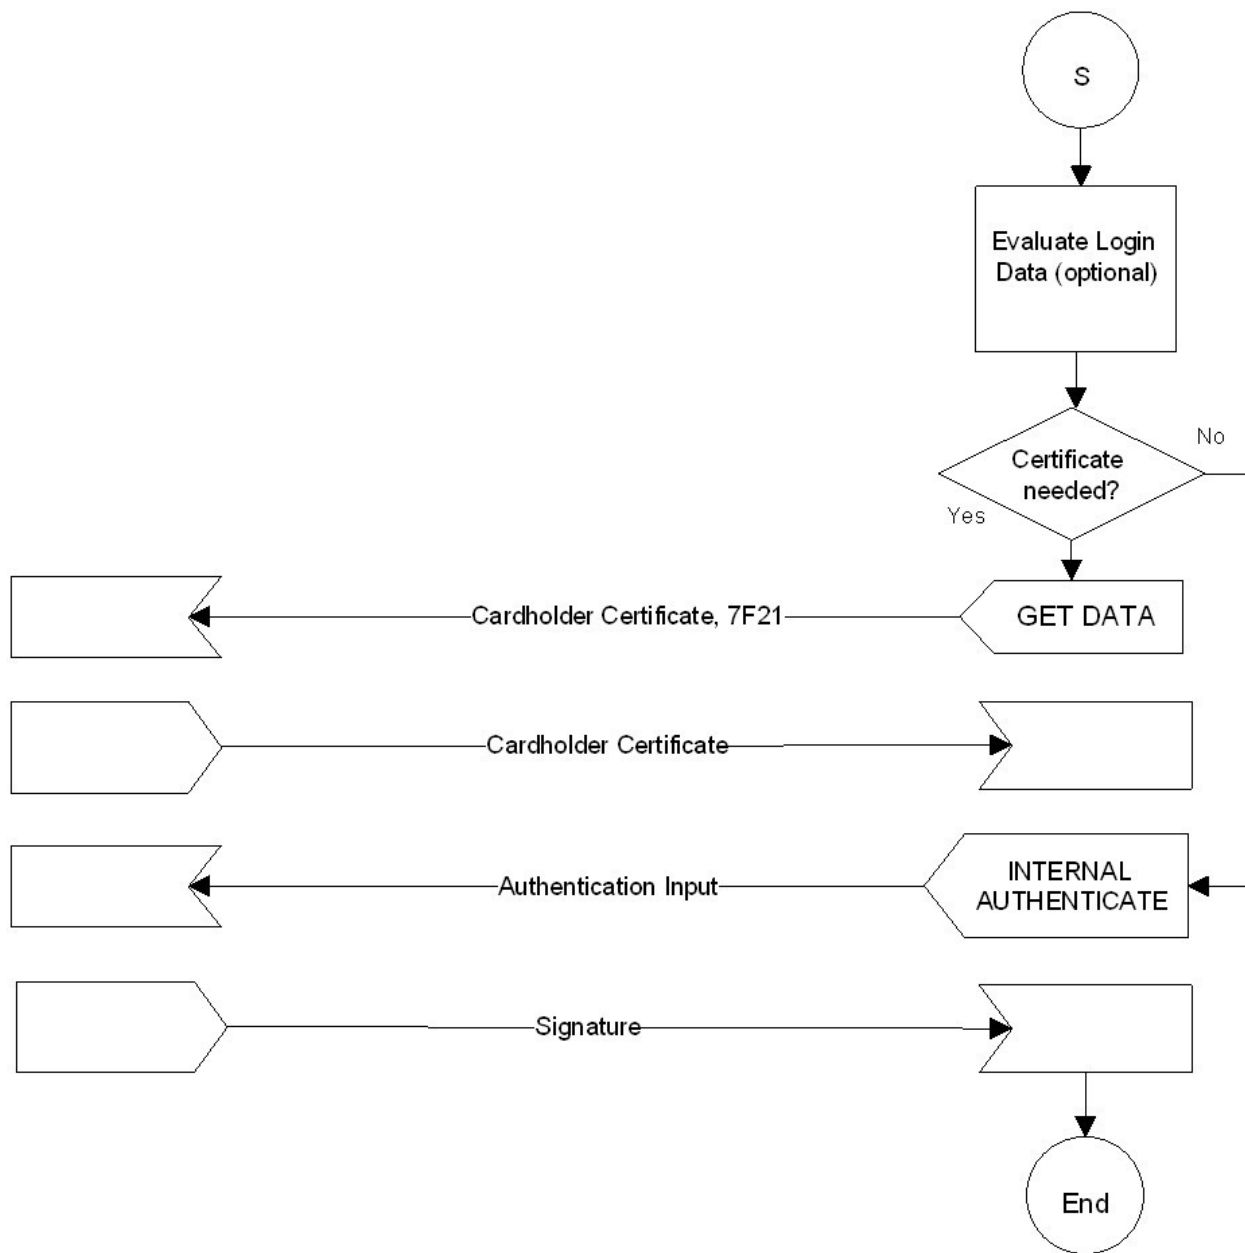 S
Evaluate Login
Data (optional)
Certificate
needed?
No
Yes
Cardholder Certificate, 7F21
GET DATA
Cardholder Certificate
Authentication Input
INTERNAL
AUTHENTICATE
Signature
End